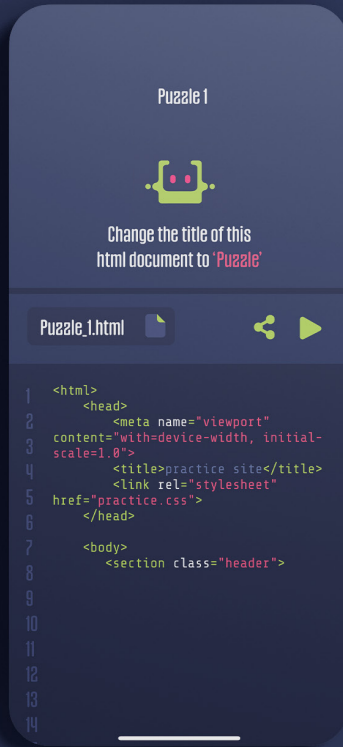 Puzzle 1
Change the title of this
html document to ‘Puzzle’
Puzzle_1.html
1 <html>
2 <head>
3 <meta name="viewport"
4 content="with=device-width, initial-
5 scale=1.0">
6 <title>practice site</title>
7 <link rel="stylesheet"
8 href="practice.css">
9 </head>
10 <body>
11 <section class="header">
12
13
14